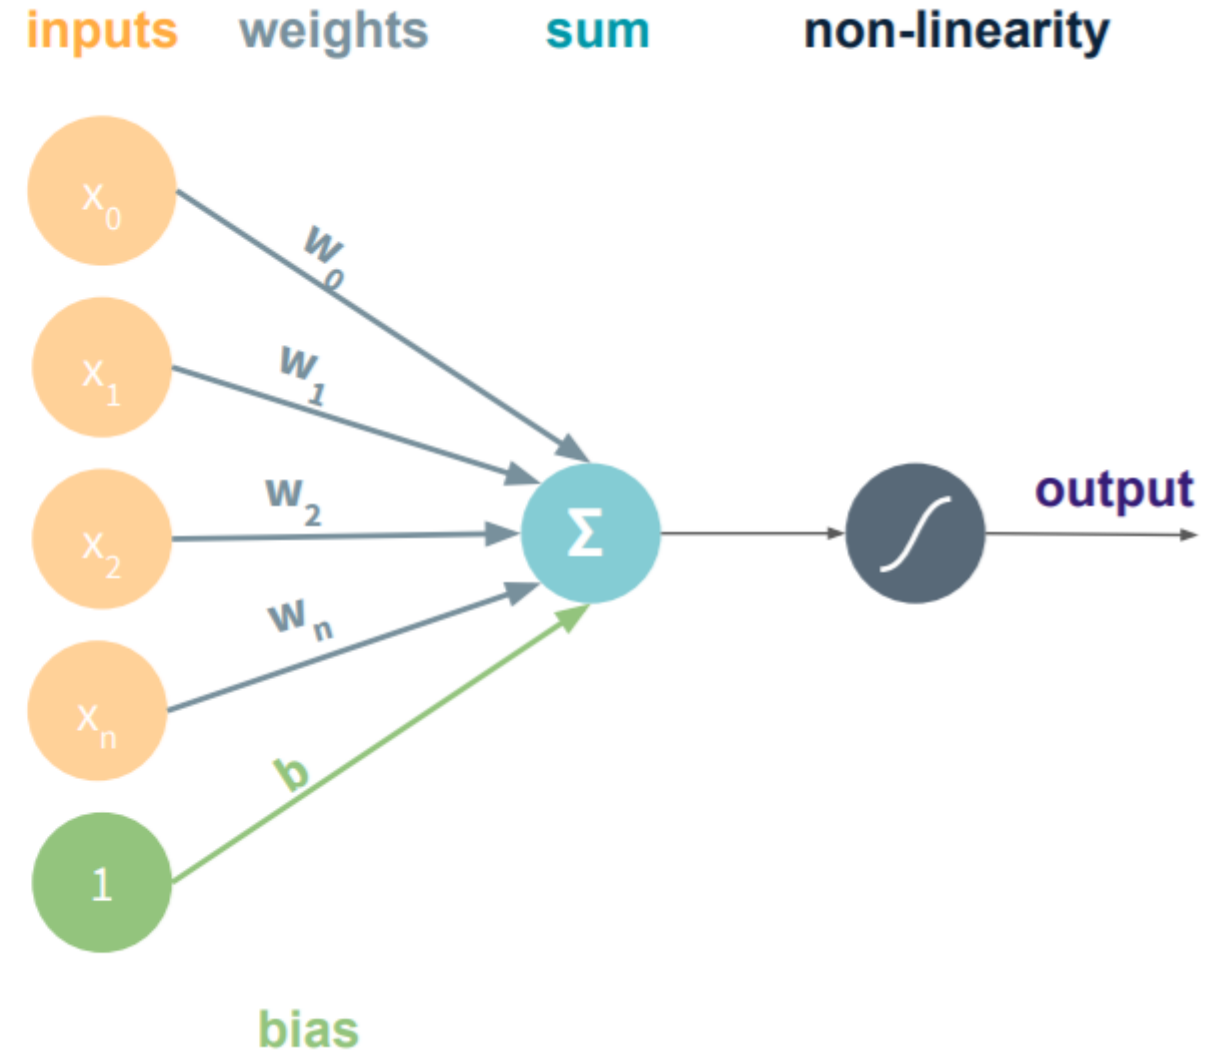 inputs weights sum non-linearity
x0
w0
x1
w1
x2
w2
Σ
output
xn
wn
b
1
bias